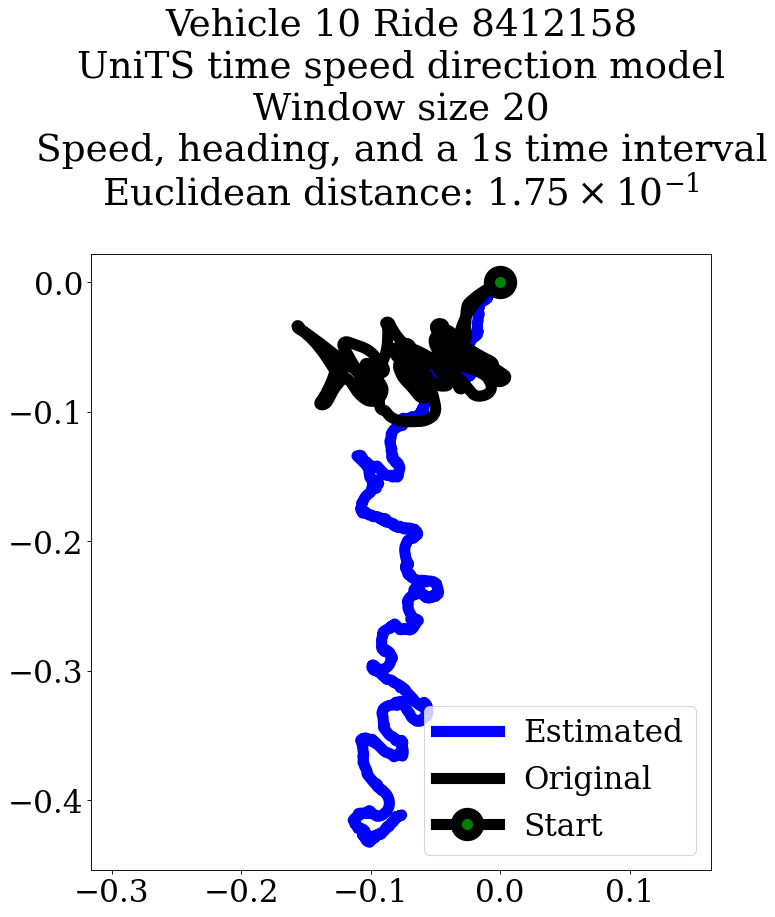 Vehicle 10 Ride 8412158
UniTS time speed direction model
Window size 20
Speed, heading, and a 1s time interval
Euclidean distance: 1.75 × 10⁻¹
0.0
−0.1
−0.2
−0.3
−0.4
Estimated
Original
Start
−0.3 −0.2 −0.1 0.0 0.1